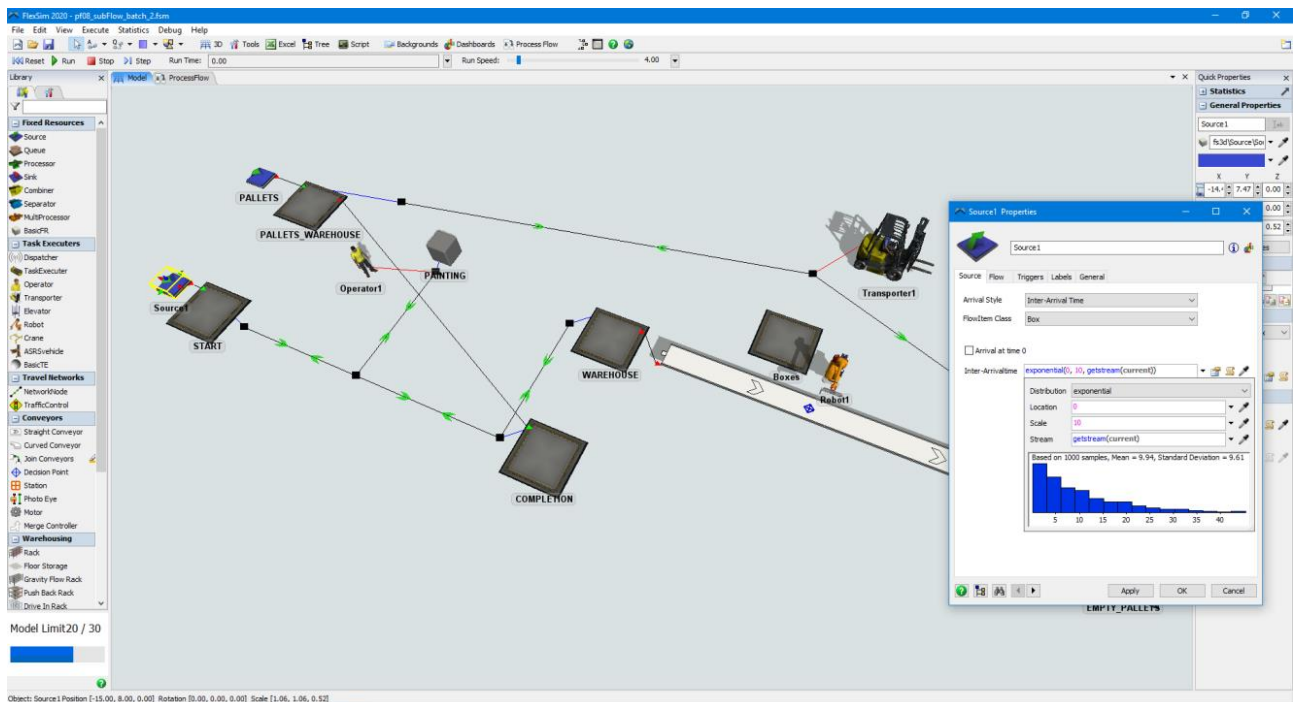 FlexSim 2020 - pf08_subFlow_batch_2.fsm
File Edit View Execute Statistics Debug Help
3D Tools Excel Tree Script Backgrounds Dashboards Process Flow
Reset Run Stop Step Run Time: 0.00 Run Speed: 4.00
Library
Model ProcessFlow
Quick Properties
Statistics
General Properties
Source1
X Y Z
7.47 0.00
0.00
0.52
Fixed Resources
Source
Queue
Processor
Sink
Combiner
Separator
MultiProcessor
BasicFR
Task Executers
Dispatcher
TaskExecuter
Operator
Transporter
Elevator
Robot
Crane
ASRSvehicle
BasicTE
Travel Networks
NetworkNode
TrafficControl
Conveyors
Straight Conveyor
Curved Conveyor
Join Conveyors
Decision Point
Station
Photo Eye
Motor
Merge Controller
Warehousing
Rack
Floor Storage
Gravity Flow Rack
Push Back Rack
Drive In Rack
Model Limit20 / 30
PALLETS
PALLETS_WAREHOUSE
Operator1
PAINTING
Source1
START
Transporter1
WAREHOUSE
Boxes
Robot1
COMPLETION
EMPTY_PALLETS
Source1 Properties
Source1
Source Flow Triggers Labels General
Arrival Style Inter-Arrival Time
FlowItem Class Box
Arrival at time 0
Inter-Arrivaltime exponential(0, 10, getstream(current))
Distribution exponential
Location 0
Scale 10
Stream getstream(current)
Based on 1000 samples, Mean = 9.94, Standard Deviation = 9.61
5 10 15 20 25 30 35 40
Apply OK Cancel
Object: Source1 Position [-15.00, 8.00, 0.00] Rotation [0.00, 0.00, 0.00] Scale [1.06, 1.06, 0.52]